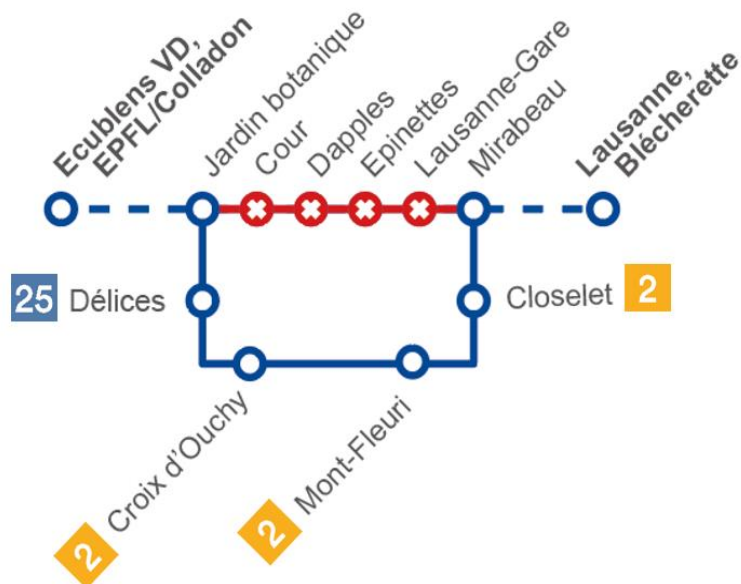 Ecublens VD,
EPFL/Colladon
Jardin botanique
Cour
Dapples
Epinettes
Lausanne-Gare
Mirabeau
Lausanne,
Blécherette
25 Délices
Closelet 2
2 Croix d'Ouchy
2 Mont-Fleuri